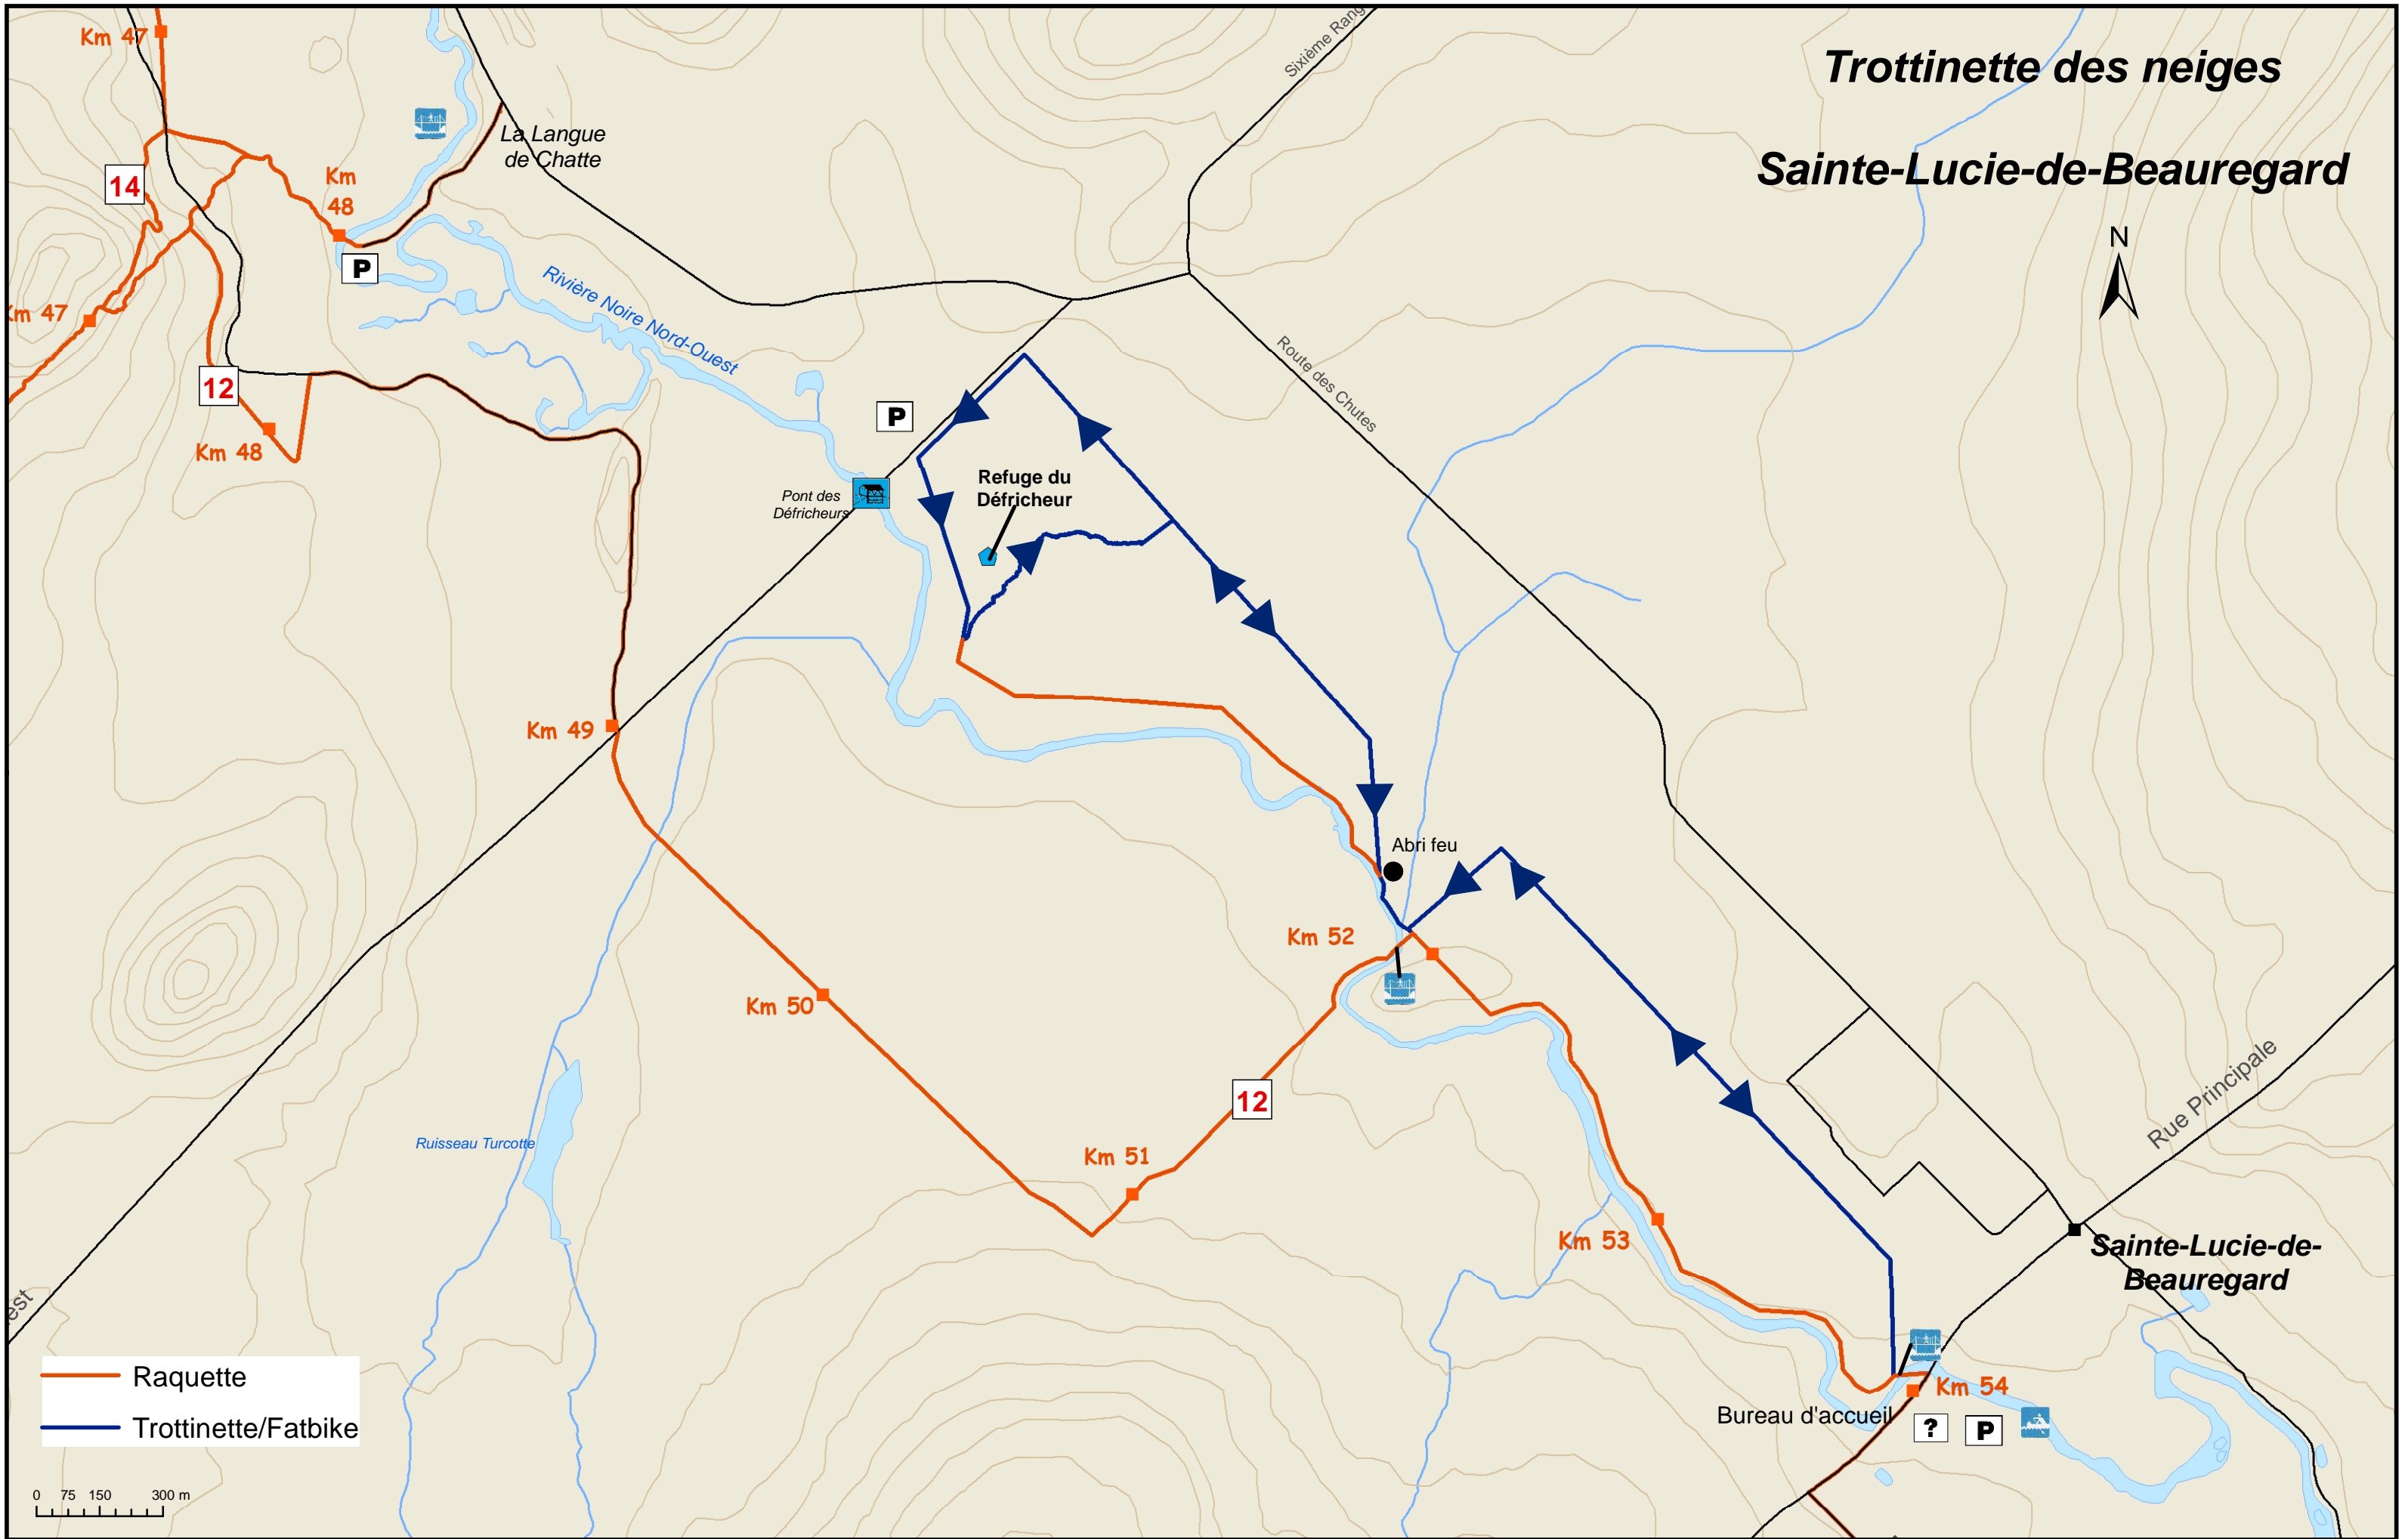 Trottinette des neiges
Sainte-Lucie-de-Beauregard
N
Km 47
Sixième Rang
La Langue
de Chatte
14
Km
48
P
Km 47
Rivière Noire Nord-Ouest
Route des Chutes
12
Km 48
P
Refuge du
Défricheur
Pont des
Défricheurs
Km 49
Abri feu
Km 52
Km 50
12
Ruisseau Turcotte
Km 51
Rue Principale
Km 53
Sainte-Lucie-de-
Beauregard
est
Km 54
Bureau d'accueil
?
P
Raquette
Trottinette/Fatbike
0 75 150 300 m